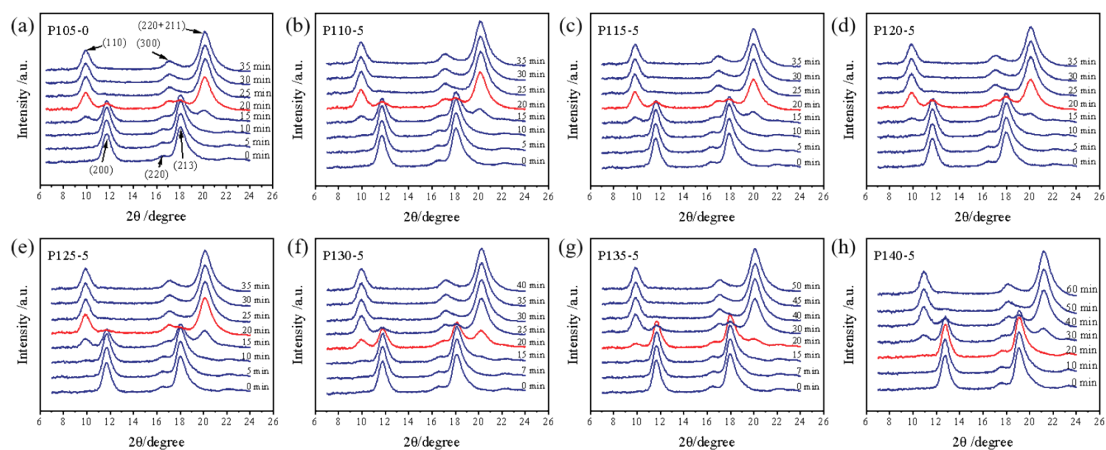 (a)
P105-0
(110)
(220+211)
(300)
35 min
30 min
25 min
20 min
15 min
10 min
5 min
0 min
(200)
(220)
(213)
Intensity /a.u.
6 8 10 12 14 16 18 20 22 24 26
2θ /degree
(b)
P110-5
35 min
30 min
25 min
20 min
15 min
10 min
5 min
0 min
Intensity /a.u.
6 8 10 12 14 16 18 20 22 24 26
2θ /degree
(c)
P115-5
35 min
30 min
25 min
20 min
15 min
10 min
5 min
0 min
Intensity /a.u.
6 8 10 12 14 16 18 20 22 24 26
2θ /degree
(d)
P120-5
35 min
30 min
25 min
20 min
15 min
10 min
5 min
0 min
Intensity /a.u.
6 8 10 12 14 16 18 20 22 24 26
2θ /degree
(e)
P125-5
35 min
30 min
25 min
20 min
15 min
10 min
5 min
0 min
Intensity /a.u.
6 8 10 12 14 16 18 20 22 24 26
2θ/degree
(f)
P130-5
40 min
35 min
30 min
25 min
20 min
15 min
7 min
0 min
Intensity /a.u.
6 8 10 12 14 16 18 20 22 24 26
2θ/degree
(g)
P135-5
50 min
45 min
40 min
30 min
20 min
15 min
7 min
0 min
Intensity /a.u.
6 8 10 12 14 16 18 20 22 24 26
2θ/degree
(h)
P140-5
60 min
50 min
40 min
30 min
20 min
10 min
0 min
Intensity /a.u.
6 8 10 12 14 16 18 20 22 24 26
2θ/degree